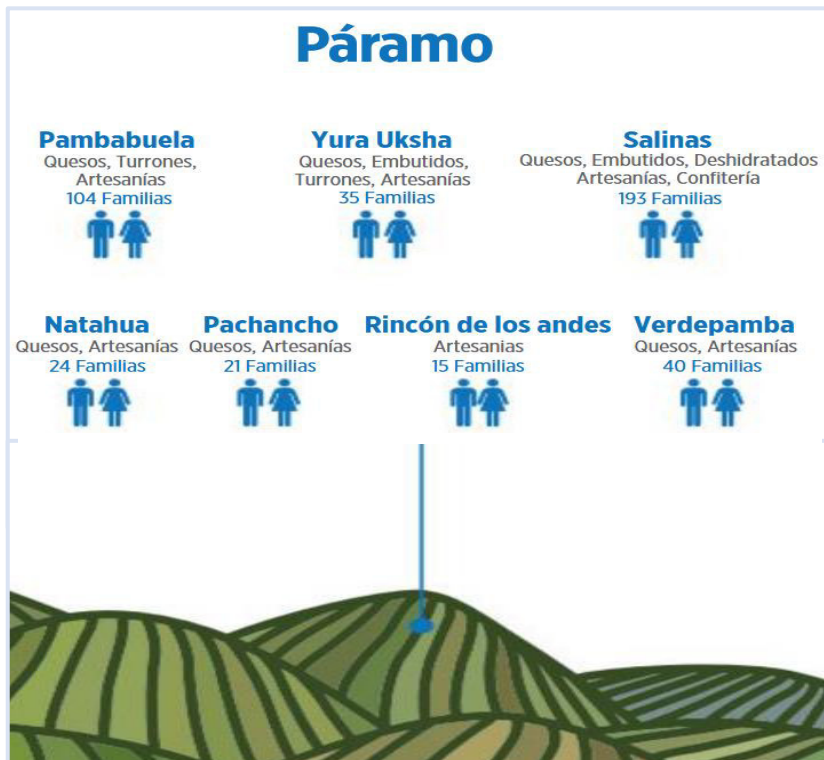 Páramo
Pambabuela
Quesos, Turrones,
Artesanías
104 Familias
Yura Uksha
Quesos, Embutidos,
Turrones, Artesanías
35 Familias
Salinas
Quesos, Embutidos, Deshidratados
Artesanías, Confitería
193 Familias
Natahua
Quesos, Artesanías
24 Familias
Pachancho
Quesos, Artesanías
21 Familias
Rincón de los andes
Artesanias
15 Familias
Verdepamba
Quesos, Artesanías
40 Familias